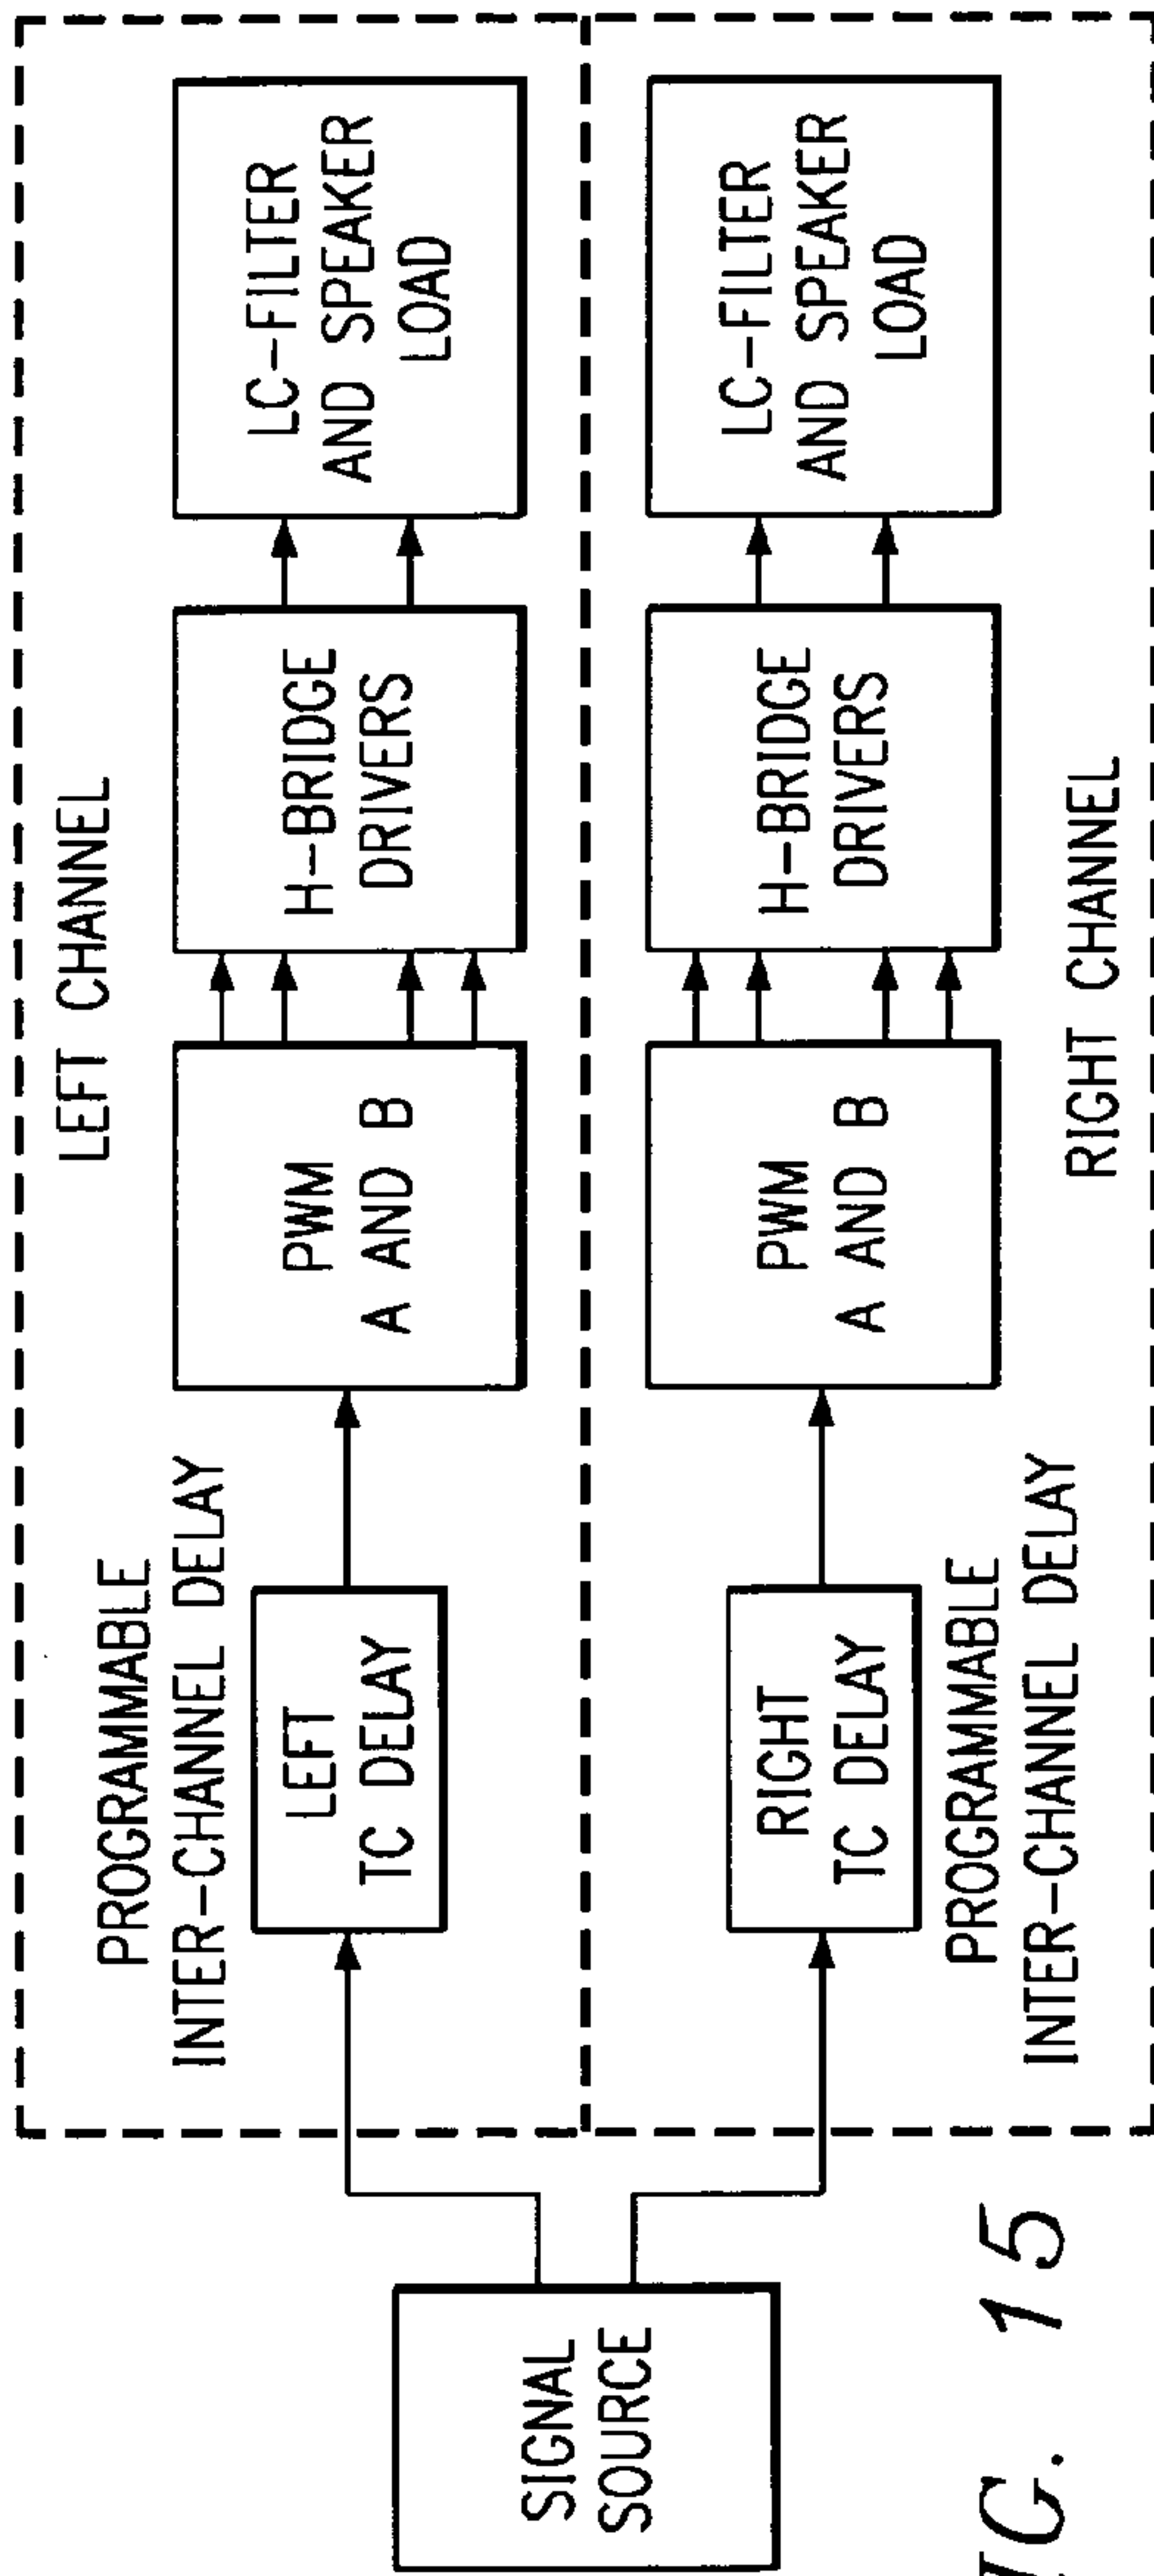 LEFT CHANNEL
PROGRAMMABLE
INTER-CHANNEL DELAY
SIGNAL
SOURCE
LEFT
TC DELAY
PWM
A AND B
H-BRIDGE
DRIVERS
LC-FILTER
AND SPEAKER
LOAD
RIGHT
TC DELAY
PWM
A AND B
H-BRIDGE
DRIVERS
LC-FILTER
AND SPEAKER
LOAD
PROGRAMMABLE
INTER-CHANNEL DELAY
RIGHT CHANNEL
IG. 15